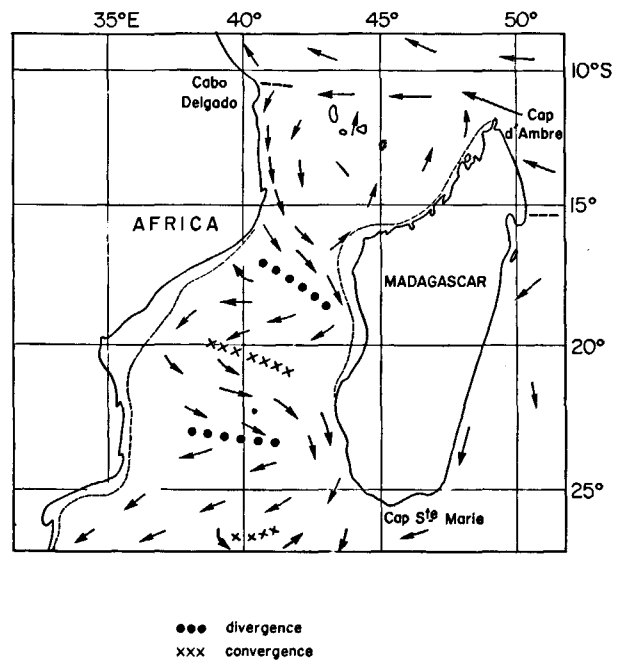 35°E 40° 45° 50°
10°S
Cabo
Delgado
Cap
d'Ambre
15°
AFRICA
MADAGASCAR
20°
25°
Cap Ste Marie
●●● divergence
××× convergence